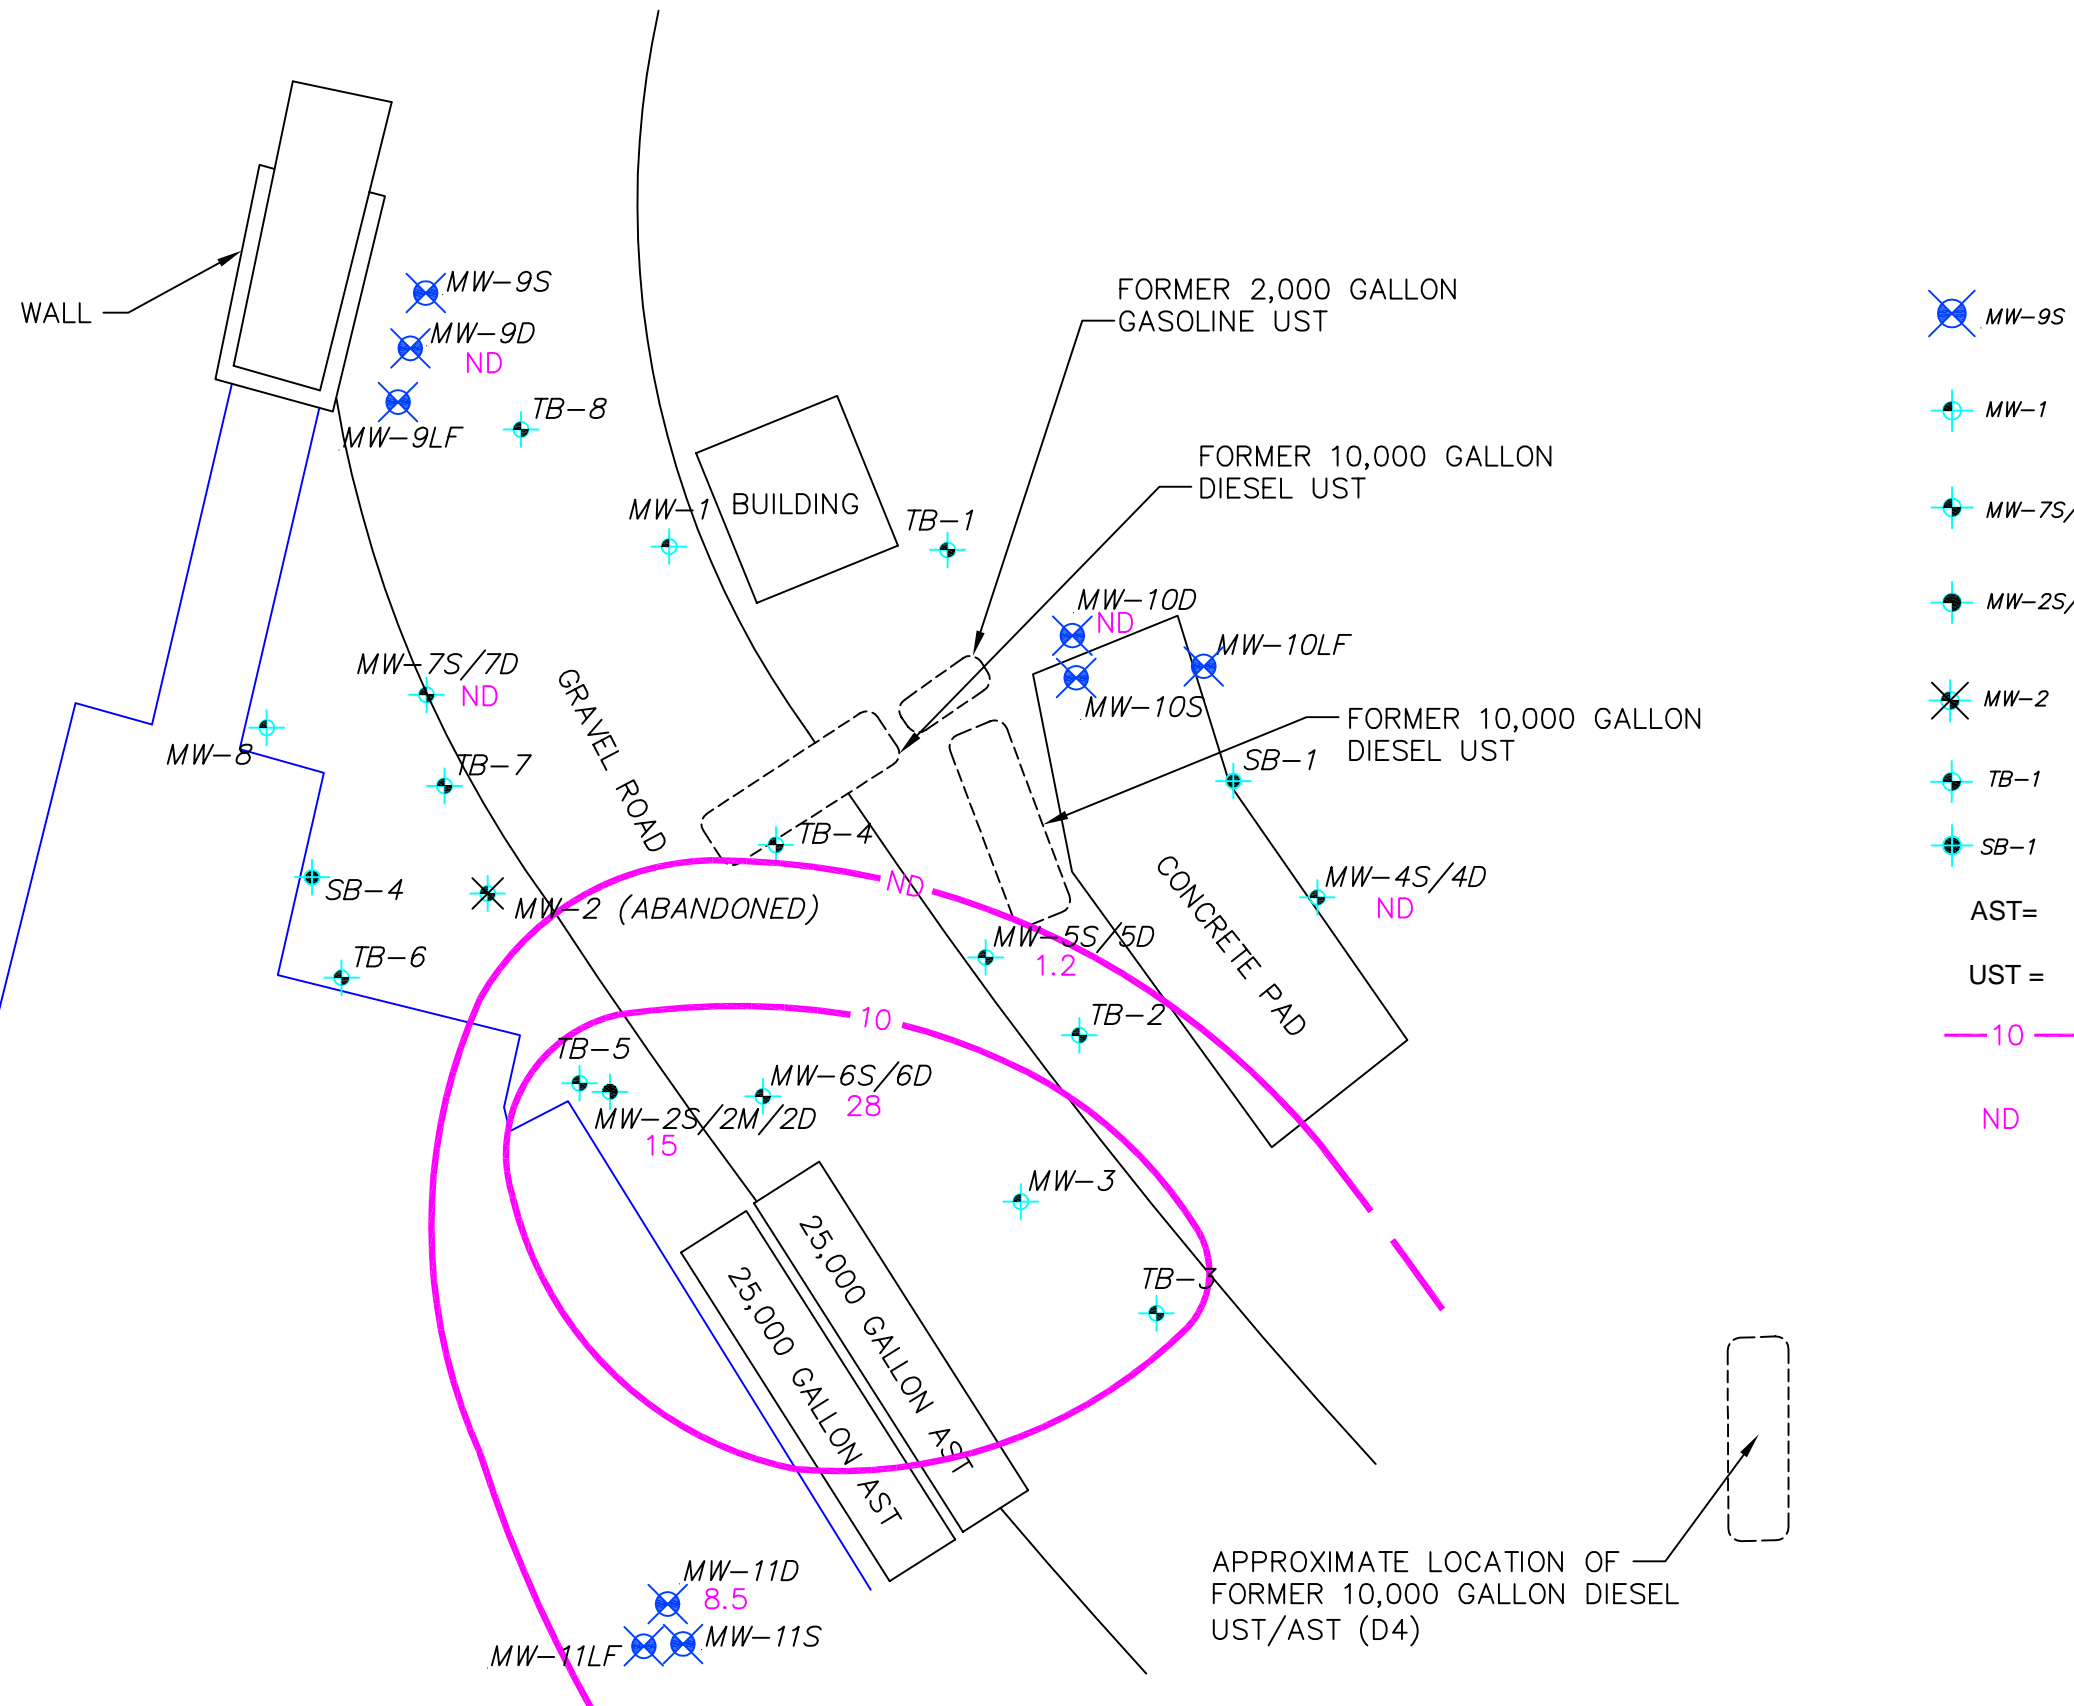 WALL
MW-9S
MW-9D
ND
MW-9LF
TB-8
FORMER 2,000 GALLON
GASOLINE UST
FORMER 10,000 GALLON
DIESEL UST
MW-1
BUILDING
TB-1
MW-10D
ND
MW-10LF
MW-10S
MW-7S/7D
ND
GRAVEL ROAD
MW-8
TB-7
FORMER 10,000 GALLON
DIESEL UST
SB-1
TB-4
SB-4
MW-2 (ABANDONED)
ND
CONCRETE PAD
MW-4S/4D
ND
MW-5S/5D
1.2
TB-6
10
TB-2
TB-5
MW-6S/6D
28
MW-2S/2M/2D
15
MW-3
TB-3
25,000 GALLON AST
25,000 GALLON AST
MW-11D
8.5
MW-11S
MW-11LF
APPROXIMATE LOCATION OF
FORMER 10,000 GALLON DIESEL
UST/AST (D4)
MW-9S
MW-1
MW-7S/
MW-2S/
MW-2
TB-1
SB-1
AST=
UST =
10
ND